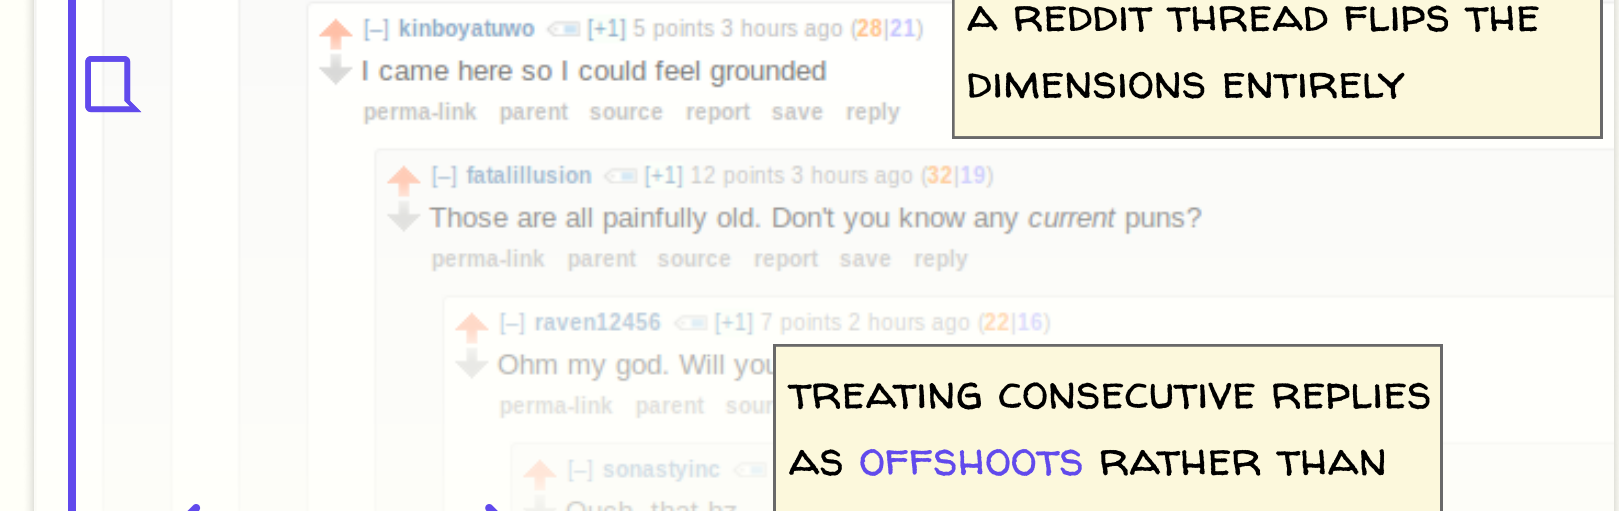 [–] kinboyatuwo [+1] 5 points 3 hours ago (28|21)
I came here so I could feel grounded
perma-link parent source report save reply
A REDDIT THREAD FLIPS THE
DIMENSIONS ENTIRELY
[–] fatalillusion [+1] 12 points 3 hours ago (32|19)
Those are all painfully old. Don't you know any current puns?
perma-link parent source report save reply
[–] raven12456 [+1] 7 points 2 hours ago (22|16)
Ohm my god. Will you
perma-link parent sour
TREATING CONSECUTIVE REPLIES
AS OFFSHOOTS RATHER THAN
[–] sonastyinc
Ouch, that hz